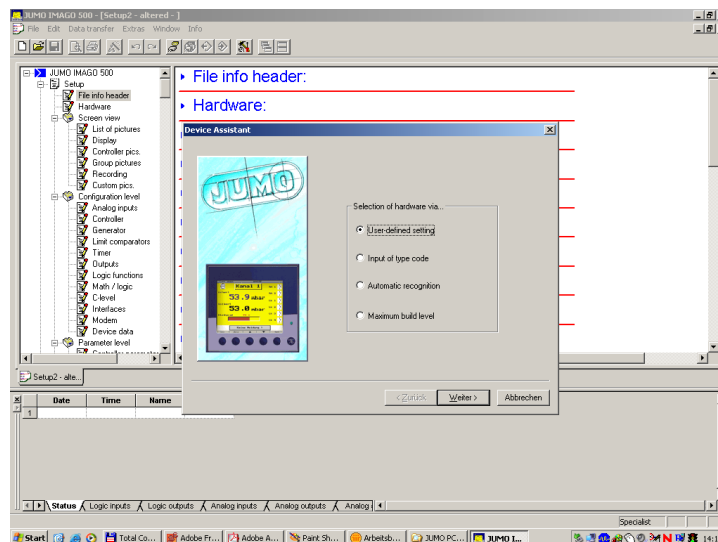 JUMO IMAGO 500 - [Setup2 - altered - ]
File Edit Data transfer Extras Window Info
JUMO IMAGO 500
Setup
File info header
Hardware
Screen view
List of pictures
Display
Controller pics.
Group pictures
Recording
Custom pics.
Configuration level
Analog inputs
Controller
Generator
Limit comparators
Timer
Outputs
Logic functions
Math / logic
C-level
Interfaces
Modem
Device data
Parameter level
File info header:
Hardware:
Device Assistant
JUMO
Kanal 1
53.9 mbar
53.0 mbar
Selection of hardware via...
User-defined setting
Input of type code
Automatic recognition
Maximum build level
< Zurück
Weiter >
Abbrechen
Setup2 - alte...
Date Time Name
1
Status Logic inputs Logic outputs Analog inputs Analog outputs Analog
Specialist
Start Total Co... Adobe Fr... Adobe A... Paint Sh... Arbeitsb... JUMO PC... JUMO I... 14:1